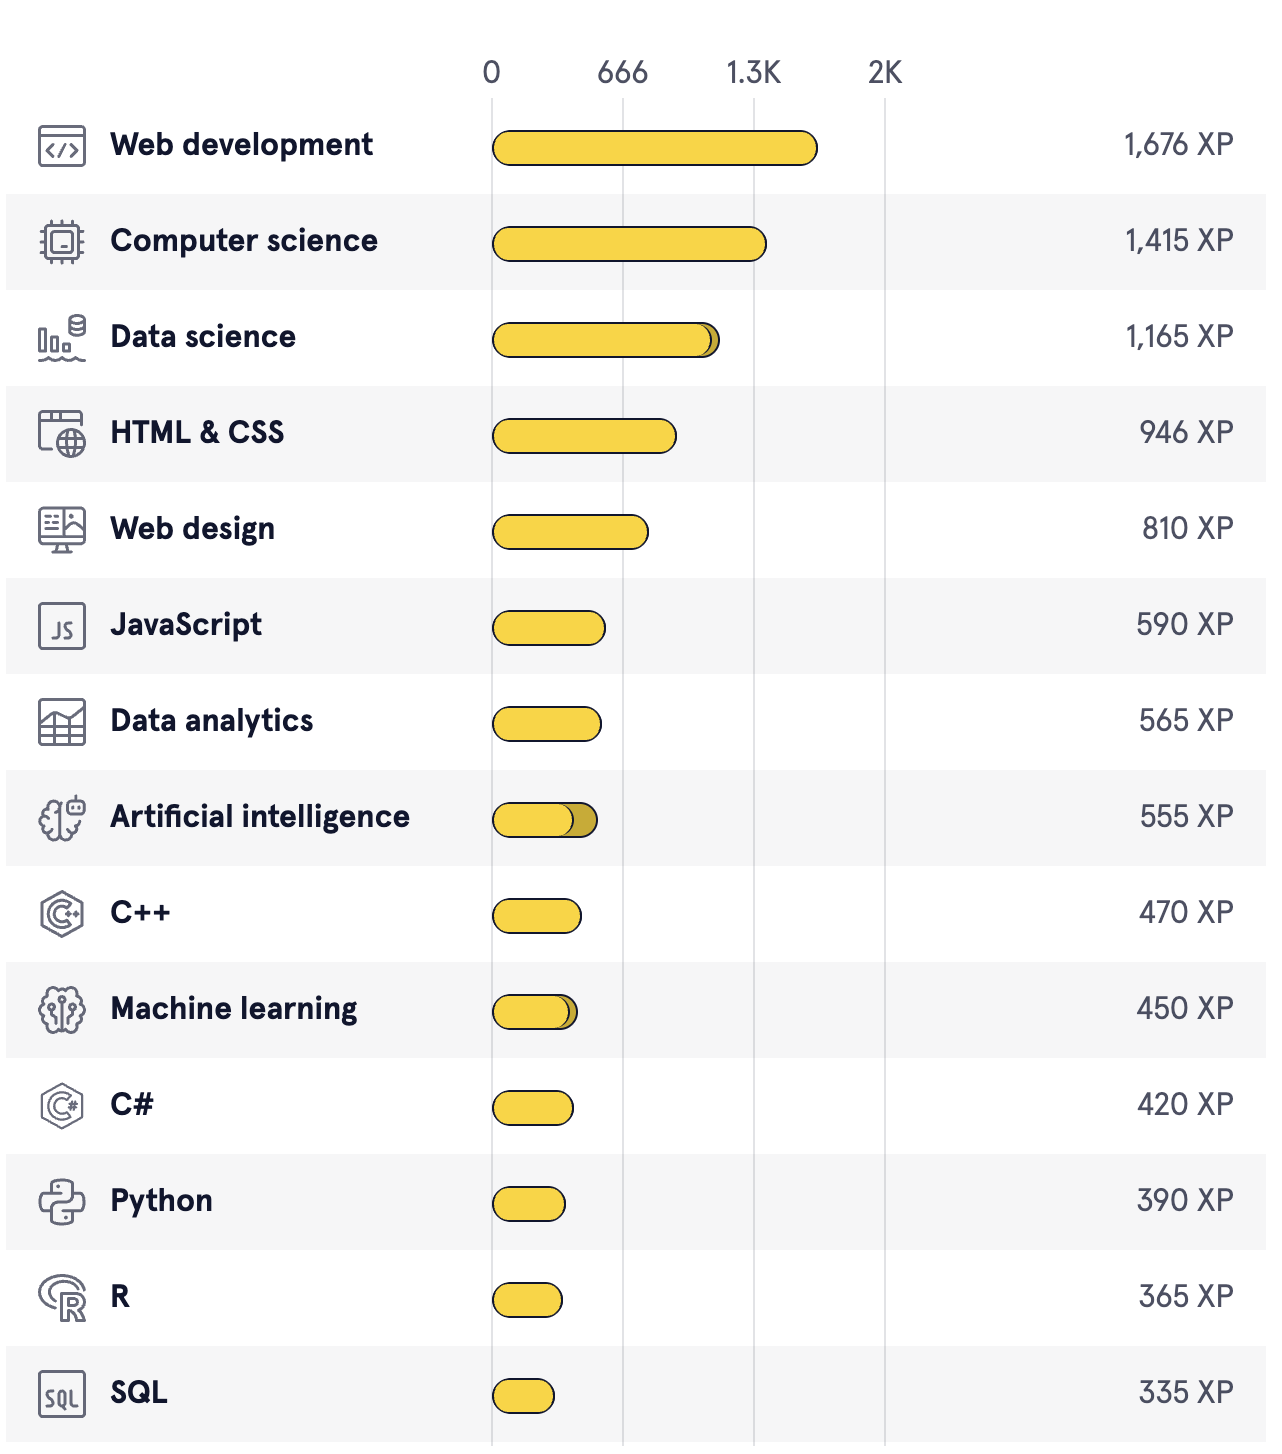 0 666 1.3K 2K
</> Web development 1,676 XP
Computer science 1,415 XP
Data science 1,165 XP
HTML & CSS 946 XP
Web design 810 XP
JS JavaScript 590 XP
Data analytics 565 XP
Artificial intelligence 555 XP
C++ C++ 470 XP
Machine learning 450 XP
C# C# 420 XP
Python 390 XP
R R 365 XP
SQL SQL 335 XP